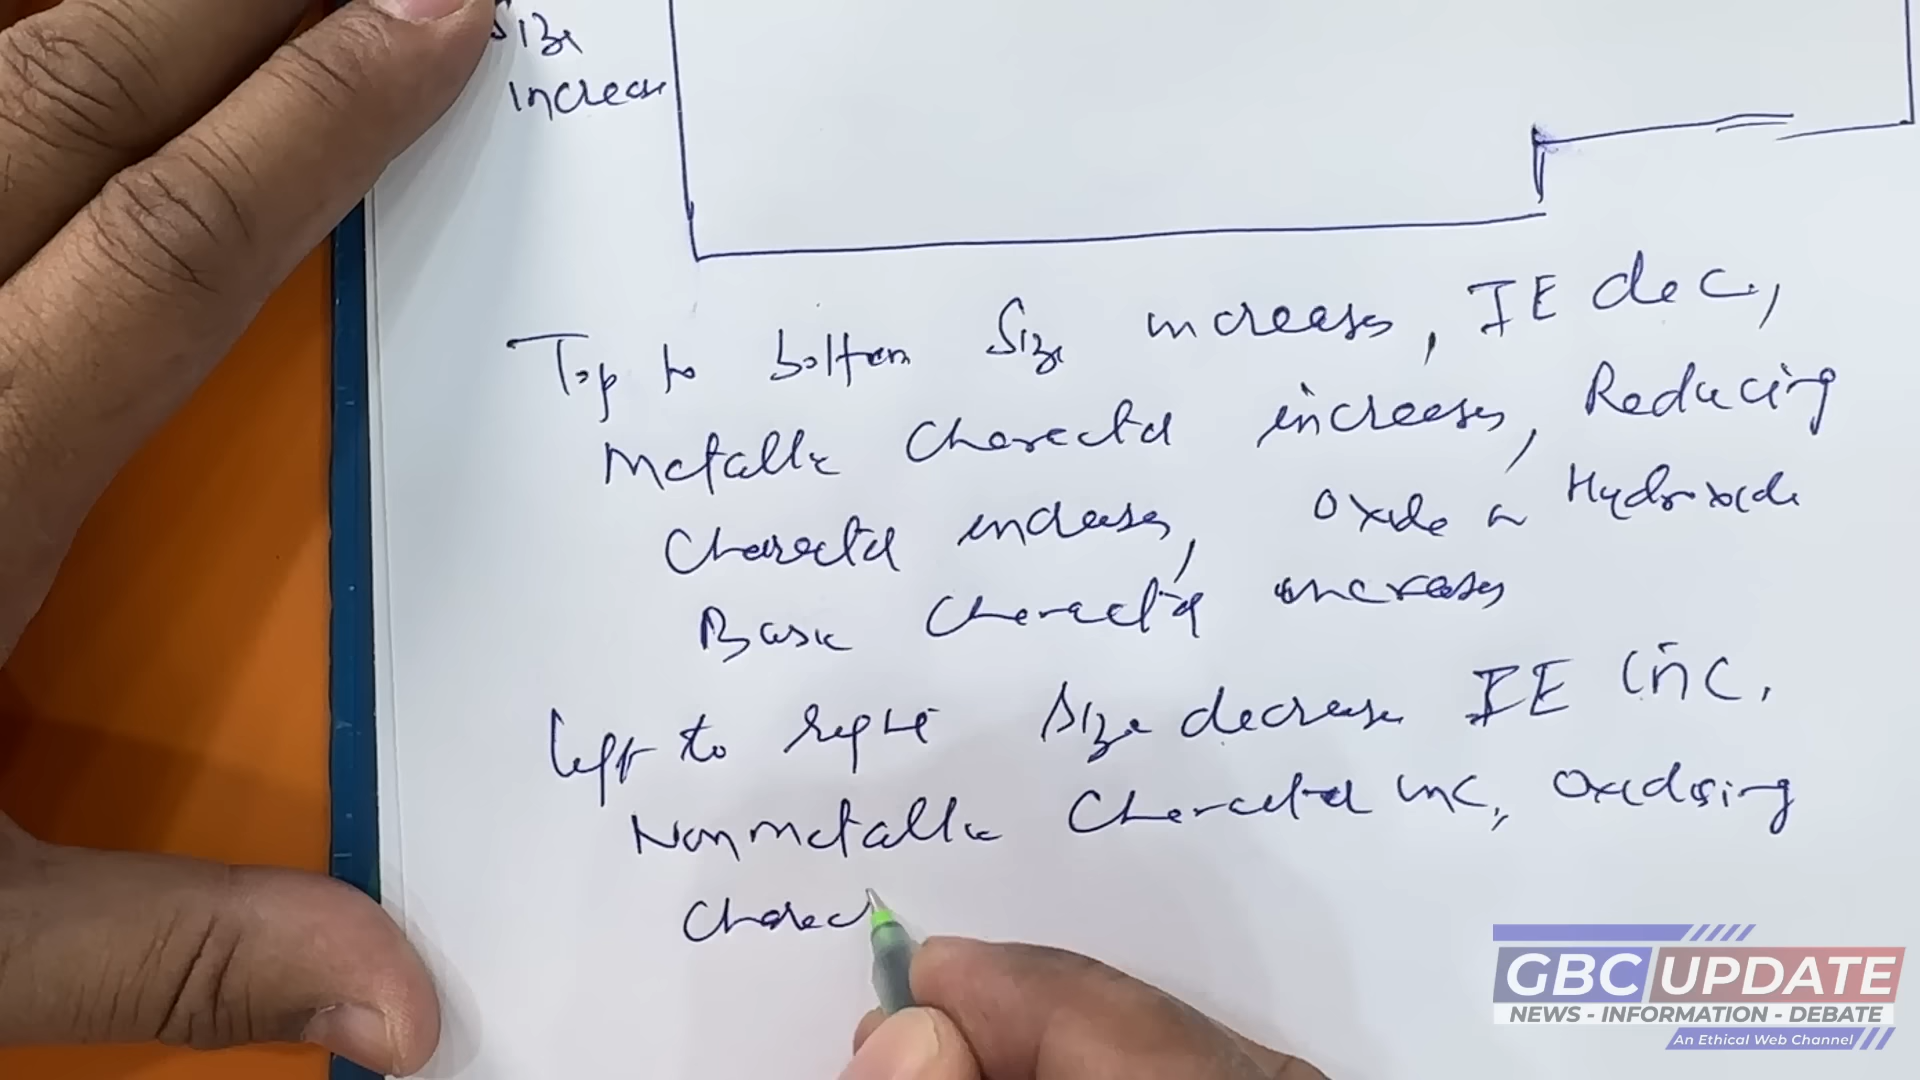 Size
Increase
Top to bottom Size increases, IE dec,
Metallic Character increases, Reducing
Character increases, Oxide or Hydroxide
Basic Character increases
left to right Size decrease IE inc.
Nonmetallic Character inc, Oxidising
Charac
GBC UPDATE
NEWS - INFORMATION - DEBATE
An Ethical Web Channel